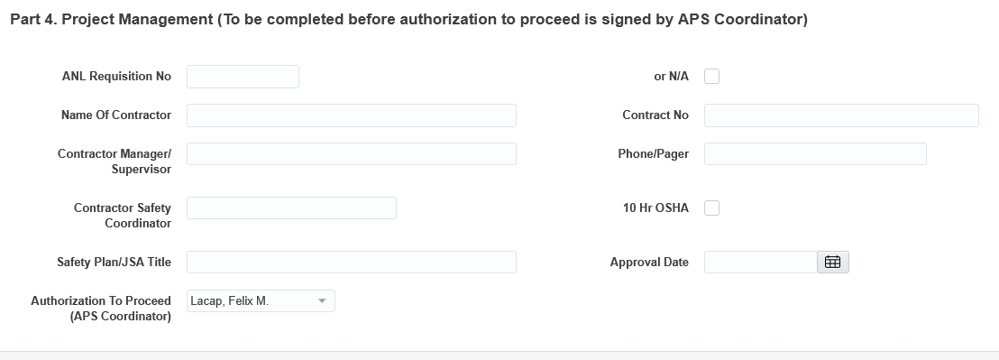 Part 4. Project Management (To be completed before authorization to proceed is signed by APS Coordinator)
ANL Requisition No
or N/A
Name Of Contractor
Contract No
Contractor Manager/
Supervisor
Phone/Pager
Contractor Safety
Coordinator
10 Hr OSHA
Safety Plan/JSA Title
Approval Date
Authorization To Proceed
(APS Coordinator)
Lacap, Felix M.